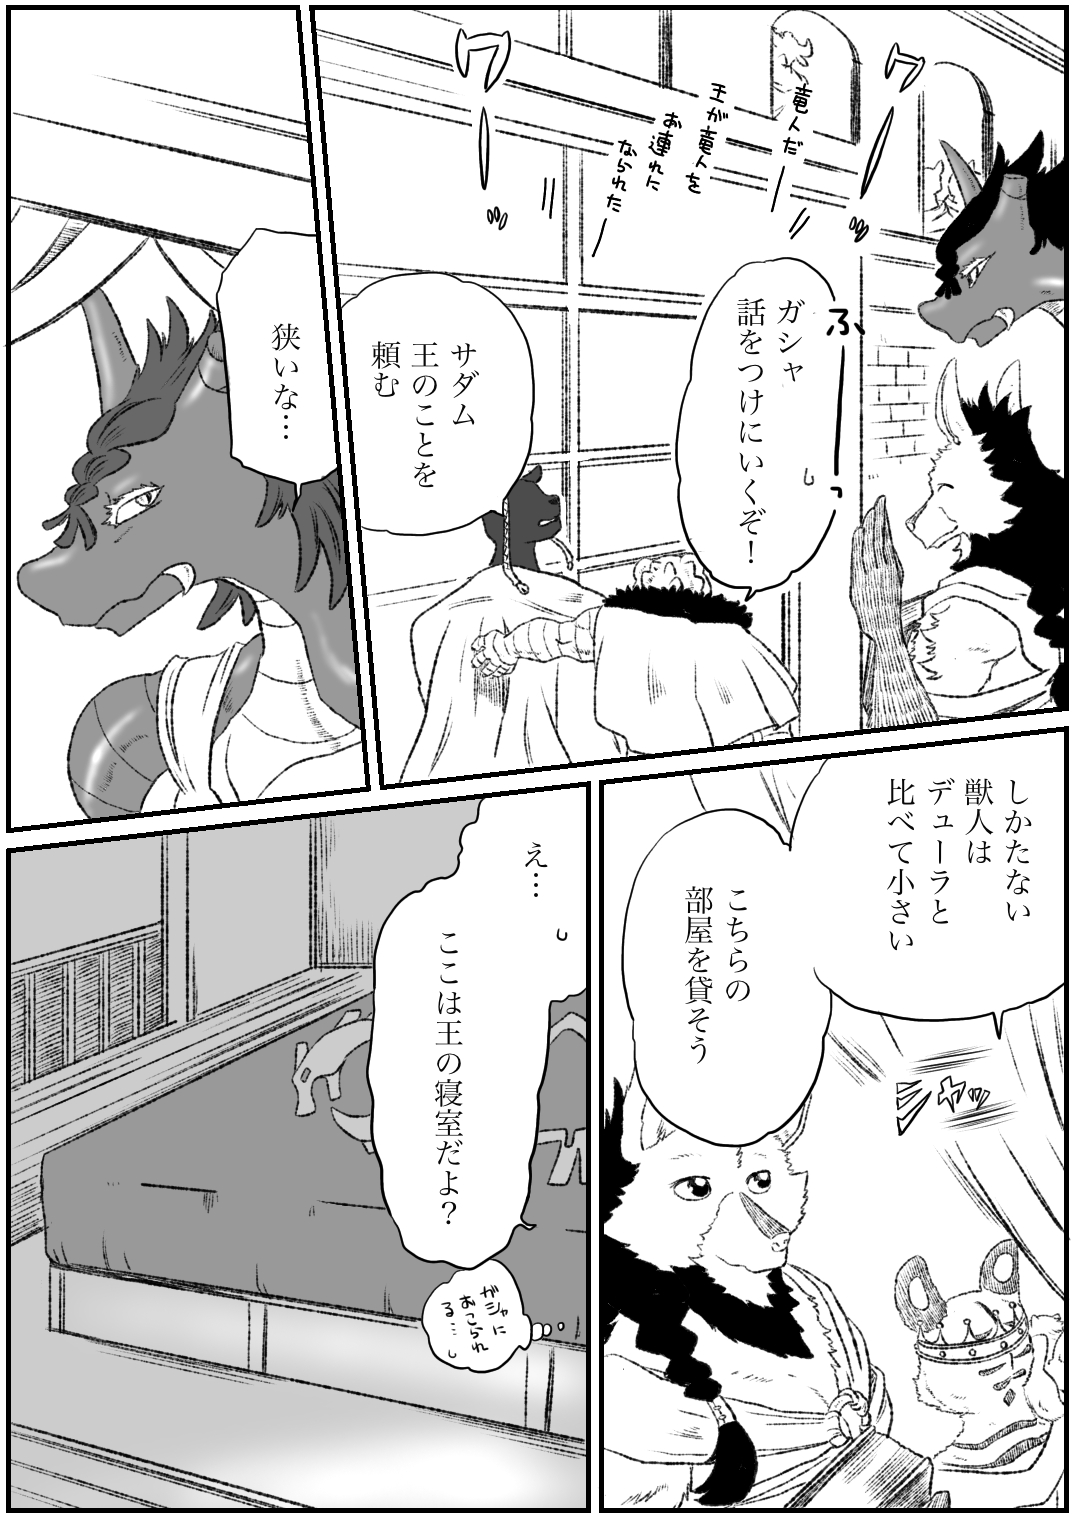 ワ
ワ
竜人だ
王が竜人を
お連れに
なられた
ふ、
っ
ガシャ
話をつけにいくぞ！
サダム
王のことを
頼む
狭いな…
しかたない
獣人は
デューラと
比べて小さい
こちらの
部屋を貸そう
シャッ
え…
ここは王の寝室だよ？
ガシャに
おこられ
る…